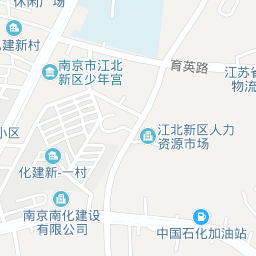 休闲广场
化建新村
南京市江北
新区少年宫
育英路
江苏省
物流
小区
江北新区人力
资源市场
化建新-一村
南京南化建设
有限公司
中国石化加油站